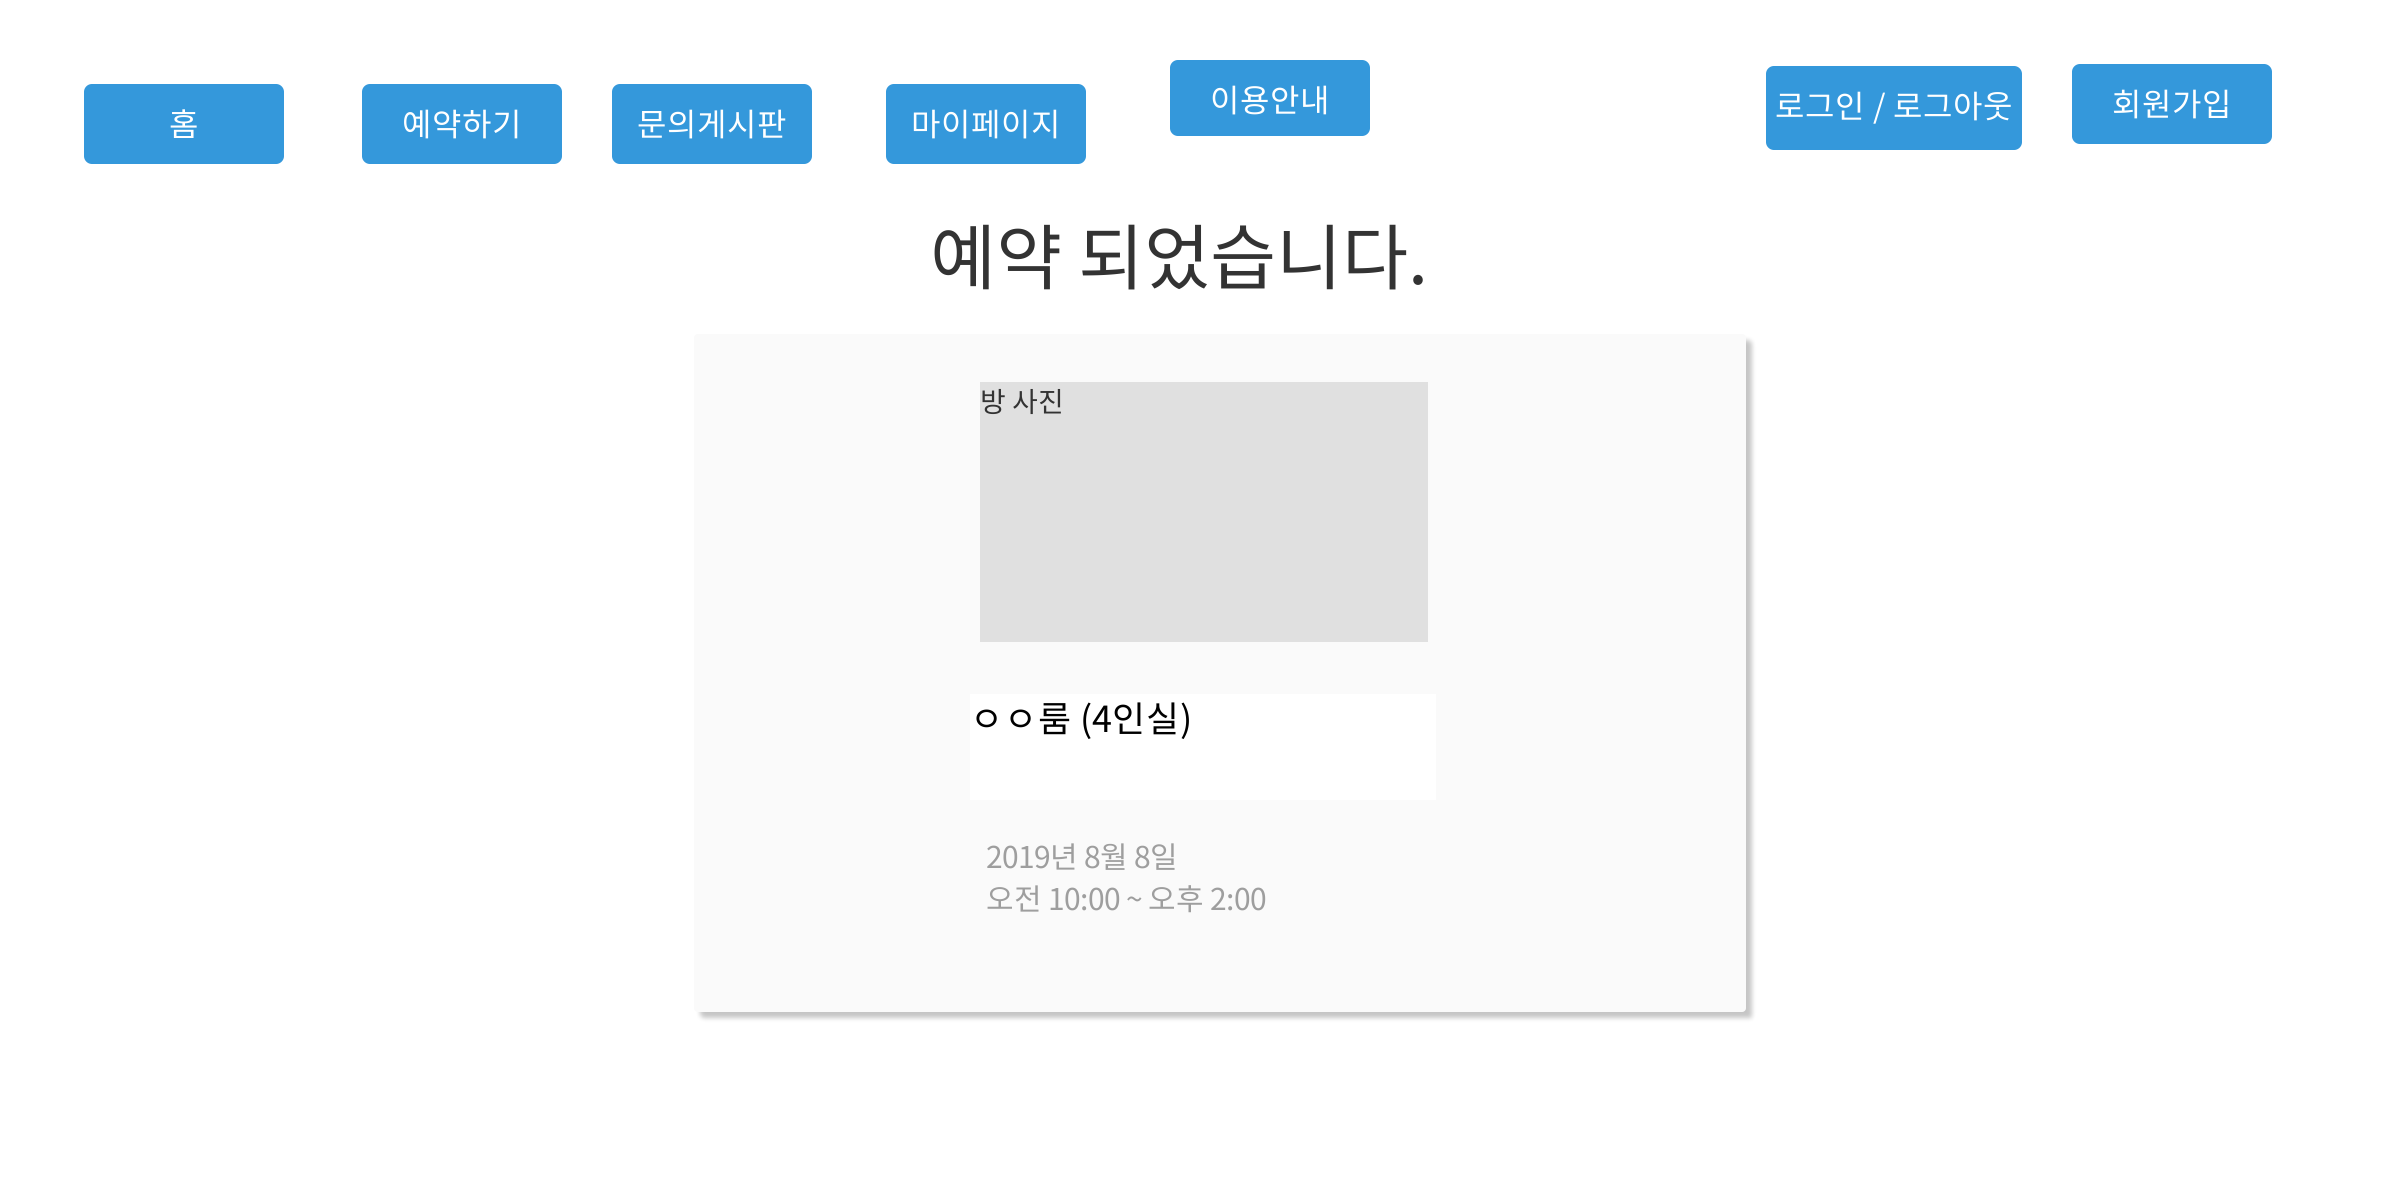 홈
예약하기
문의게시판
마이페이지
이용안내
로그인 / 로그아웃
회원가입
예약 되었습니다.
방 사진
ㅇㅇ룸 (4인실)
2019년 8월 8일
오전 10:00 ~ 오후 2:00